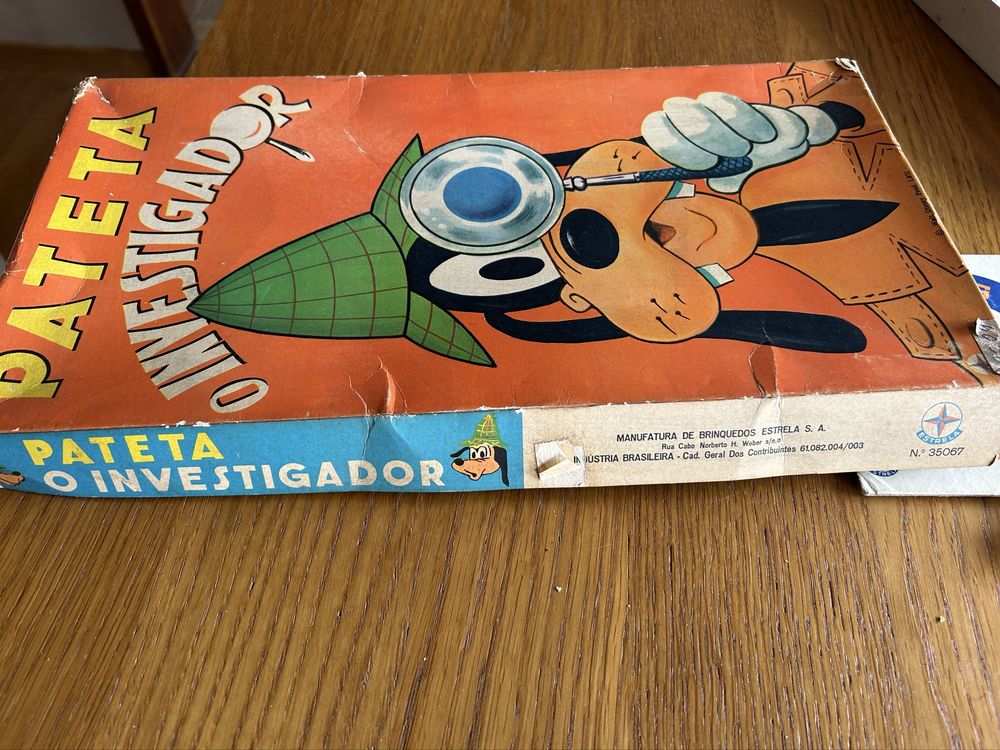 PATETA
O INVESTIGADOR
PATETA
O INVESTIGADOR
MANUFATURA DE BRINQUEDOS ESTRELA S. A.
Rua Cabo Norberto H. Weber s/n.º
INDÚSTRIA BRASILEIRA - Cad. Geral Dos Contribuintes 61.082.004/003
ESTRELA
N.º 35067